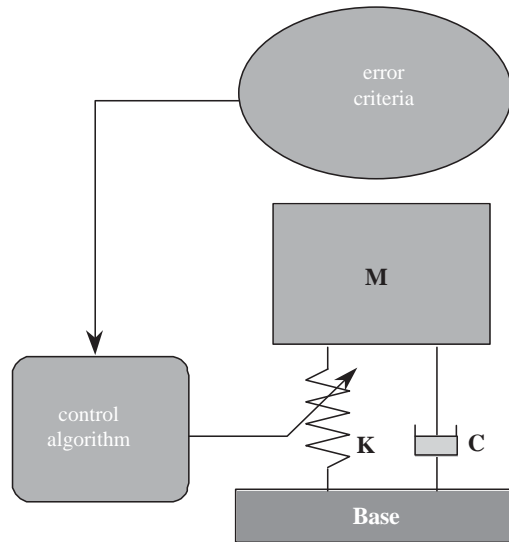 error
criteria
M
control
algorithm
K
C
Base